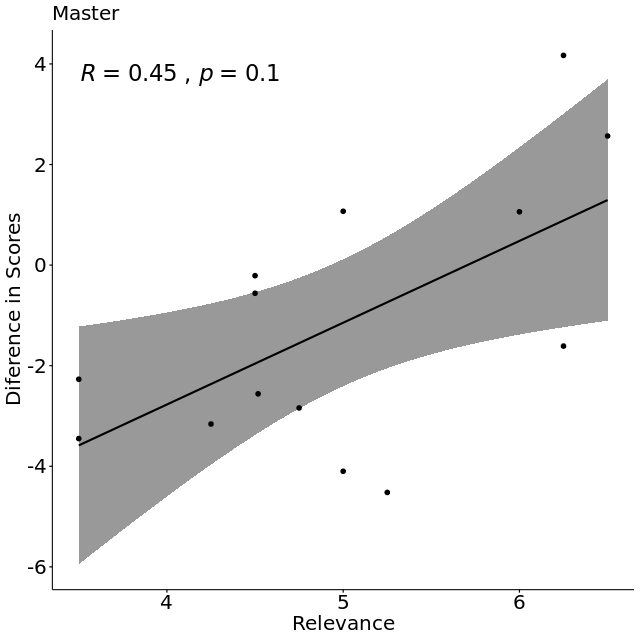 Master
R = 0.45 , p = 0.1
4
2
0
-2
-4
-6
Diference in Scores
4 5 6
Relevance